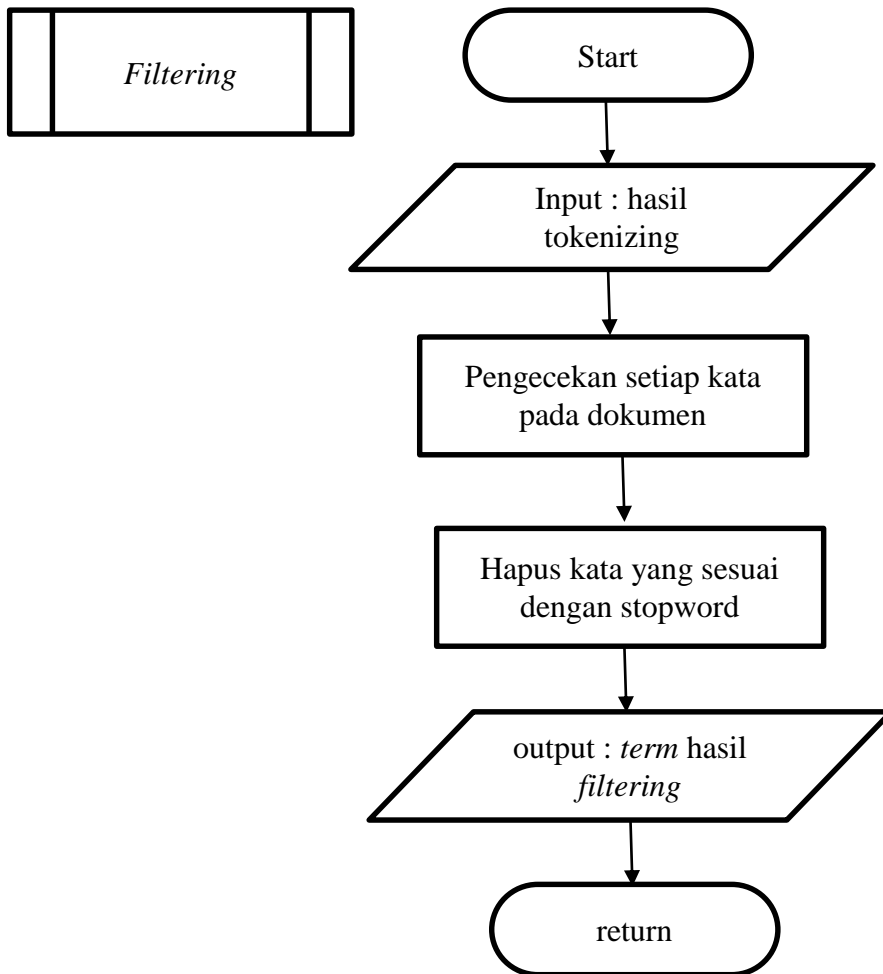 Filtering
Start
Input : hasil
tokenizing
Pengecekan setiap kata
pada dokumen
Hapus kata yang sesuai
dengan stopword
output : term hasil
filtering
return